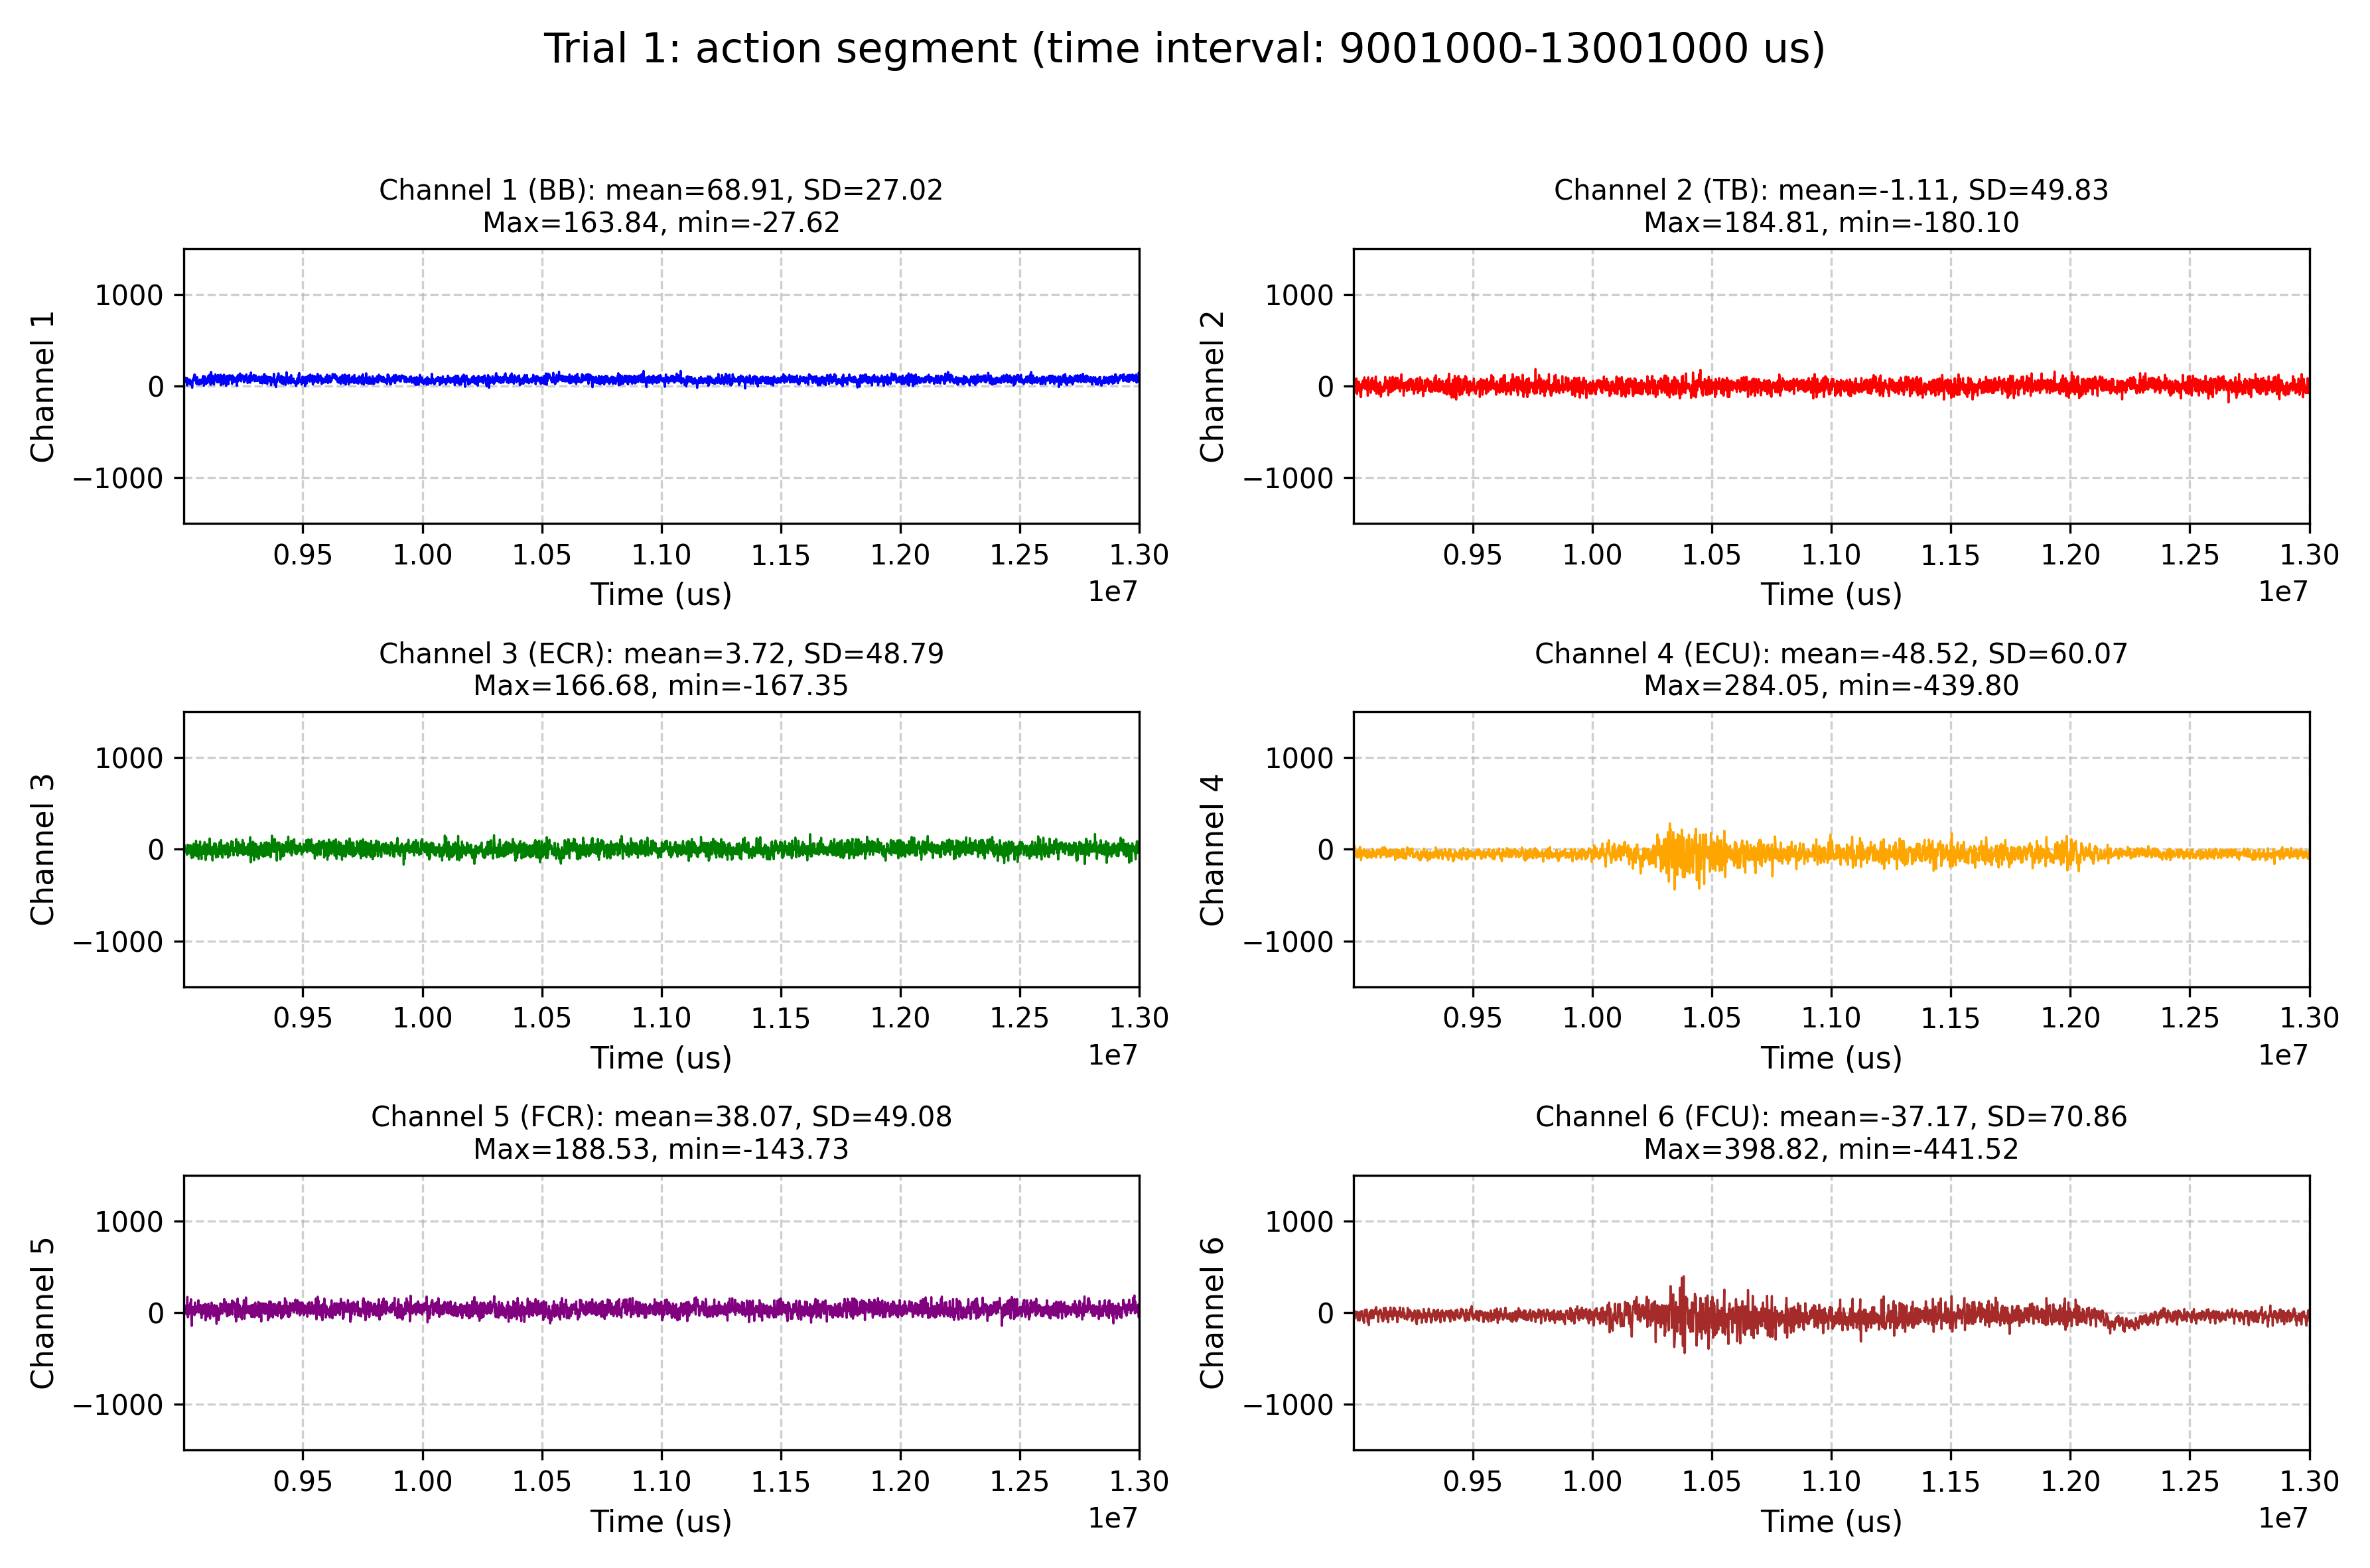 Trial 1: action segment (time interval: 9001000-13001000 us)
Channel 1 (BB): mean=68.91, SD=27.02
Max=163.84, min=-27.62
Channel 1
1000
0
−1000
0.95 1.00 1.05 1.10 1.15 1.20 1.25 1.30
Time (us)
1e7
Channel 2 (TB): mean=-1.11, SD=49.83
Max=184.81, min=-180.10
Channel 2
1000
0
−1000
0.95 1.00 1.05 1.10 1.15 1.20 1.25 1.30
Time (us)
1e7
Channel 3 (ECR): mean=3.72, SD=48.79
Max=166.68, min=-167.35
Channel 3
1000
0
−1000
0.95 1.00 1.05 1.10 1.15 1.20 1.25 1.30
Time (us)
1e7
Channel 4 (ECU): mean=-48.52, SD=60.07
Max=284.05, min=-439.80
Channel 4
1000
0
−1000
0.95 1.00 1.05 1.10 1.15 1.20 1.25 1.30
Time (us)
1e7
Channel 5 (FCR): mean=38.07, SD=49.08
Max=188.53, min=-143.73
Channel 5
1000
0
−1000
0.95 1.00 1.05 1.10 1.15 1.20 1.25 1.30
Time (us)
1e7
Channel 6 (FCU): mean=-37.17, SD=70.86
Max=398.82, min=-441.52
Channel 6
1000
0
−1000
0.95 1.00 1.05 1.10 1.15 1.20 1.25 1.30
Time (us)
1e7